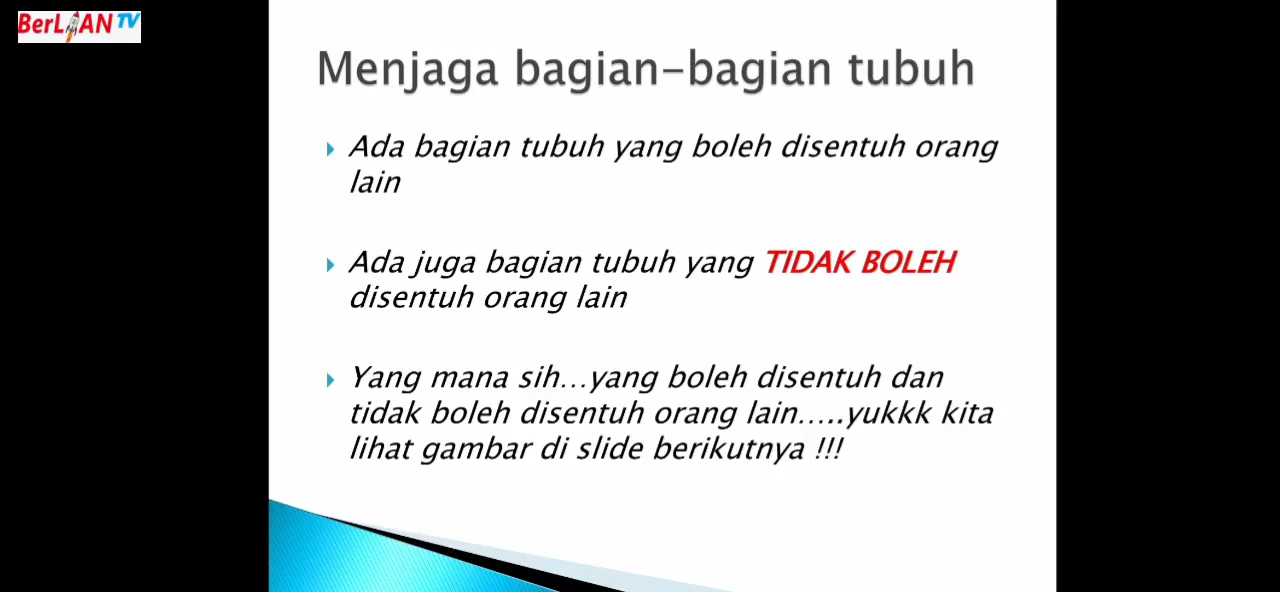 BerLIAN TV
Menjaga bagian-bagian tubuh
Ada bagian tubuh yang boleh disentuh orang
lain
Ada juga bagian tubuh yang TIDAK BOLEH
disentuh orang lain
Yang mana sih...yang boleh disentuh dan
tidak boleh disentuh orang lain.....yukkk kita
lihat gambar di slide berikutnya !!!